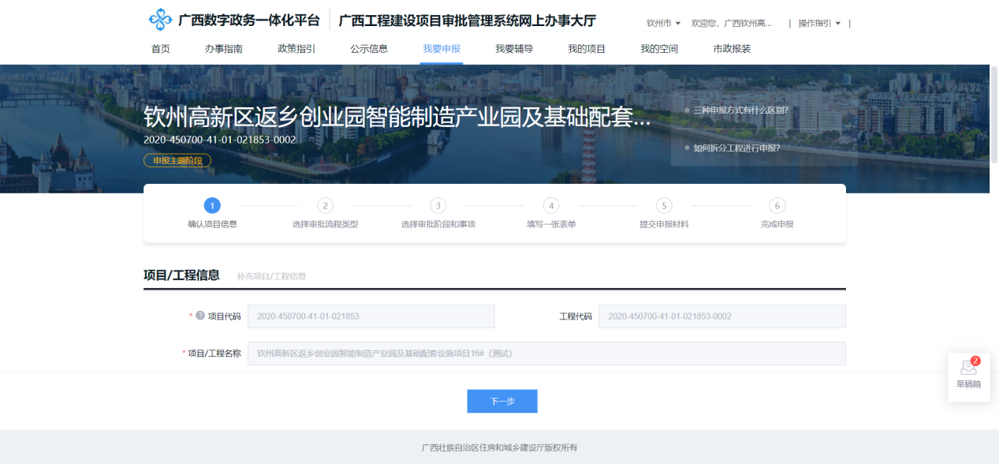 广西数字政务一体化平台 广西工程建设项目审批管理系统网上办事大厅 钦州市 欢迎您，广西钦州高... | 操作指引 |
首页 办事指南 政策指引 公示信息 我要申报 我要辅导 我的项目 我的空间 市政报装
钦州高新区返乡创业园智能制造产业园及基础配套...
2020-450700-41-01-021853-0002
申报主题阶段
三种申报方式有什么区别?
如何拆分工程进行申报?
1 2 3 4 5 6
确认项目信息 选择审批流程类型 选择审批阶段和事项 填写一张表单 提交申报材料 完成申报
项目/工程信息 补充项目/工程信息
* ? 项目代码 2020-450700-41-01-021853 工程代码 2020-450700-41-01-021853-0002
* 项目/工程名称 钦州高新区返乡创业园智能制造产业园及基础配套设施项目16#（测试）
2
草稿箱
下一步
广西壮族自治区住房和城乡建设厅版权所有